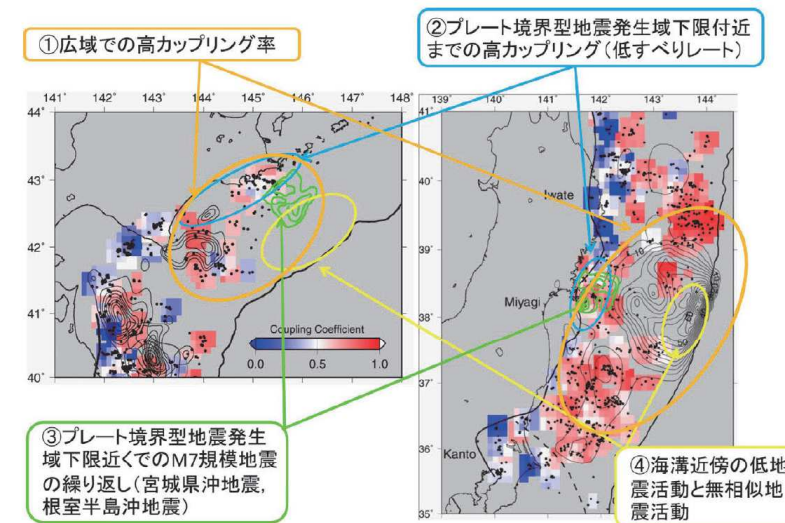 ①広域での高カップリング率
②プレート境界型地震発生域下限付近
までの高カップリング（低すべりレート）
141° 142° 143° 144° 145° 146° 147° 148°
44°
43°
42°
41°
40°
Coupling Coefficient
0.0 0.5 1.0
139° 140° 141° 142° 143° 144°
41°
40°
39°
38°
37°
36°
35°
Iwate
Miyagi
Kanto
10
50
③プレート境界型地震発生
域下限近くでのM7規模地震
の繰り返し（宮城県沖地震，
根室半島沖地震）
④海溝近傍の低地
震活動と無相似地
震活動